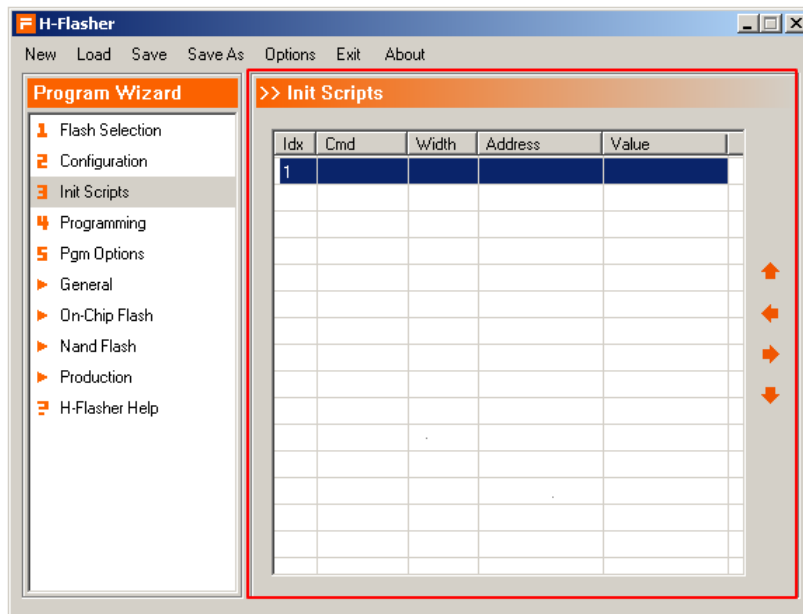 H-Flasher
New Load Save Save As Options Exit About
Program Wizard
1 Flash Selection
2 Configuration
3 Init Scripts
4 Programming
5 Pgm Options
General
On-Chip Flash
Nand Flash
Production
? H-Flasher Help
>> Init Scripts
Idx Cmd Width Address Value
1